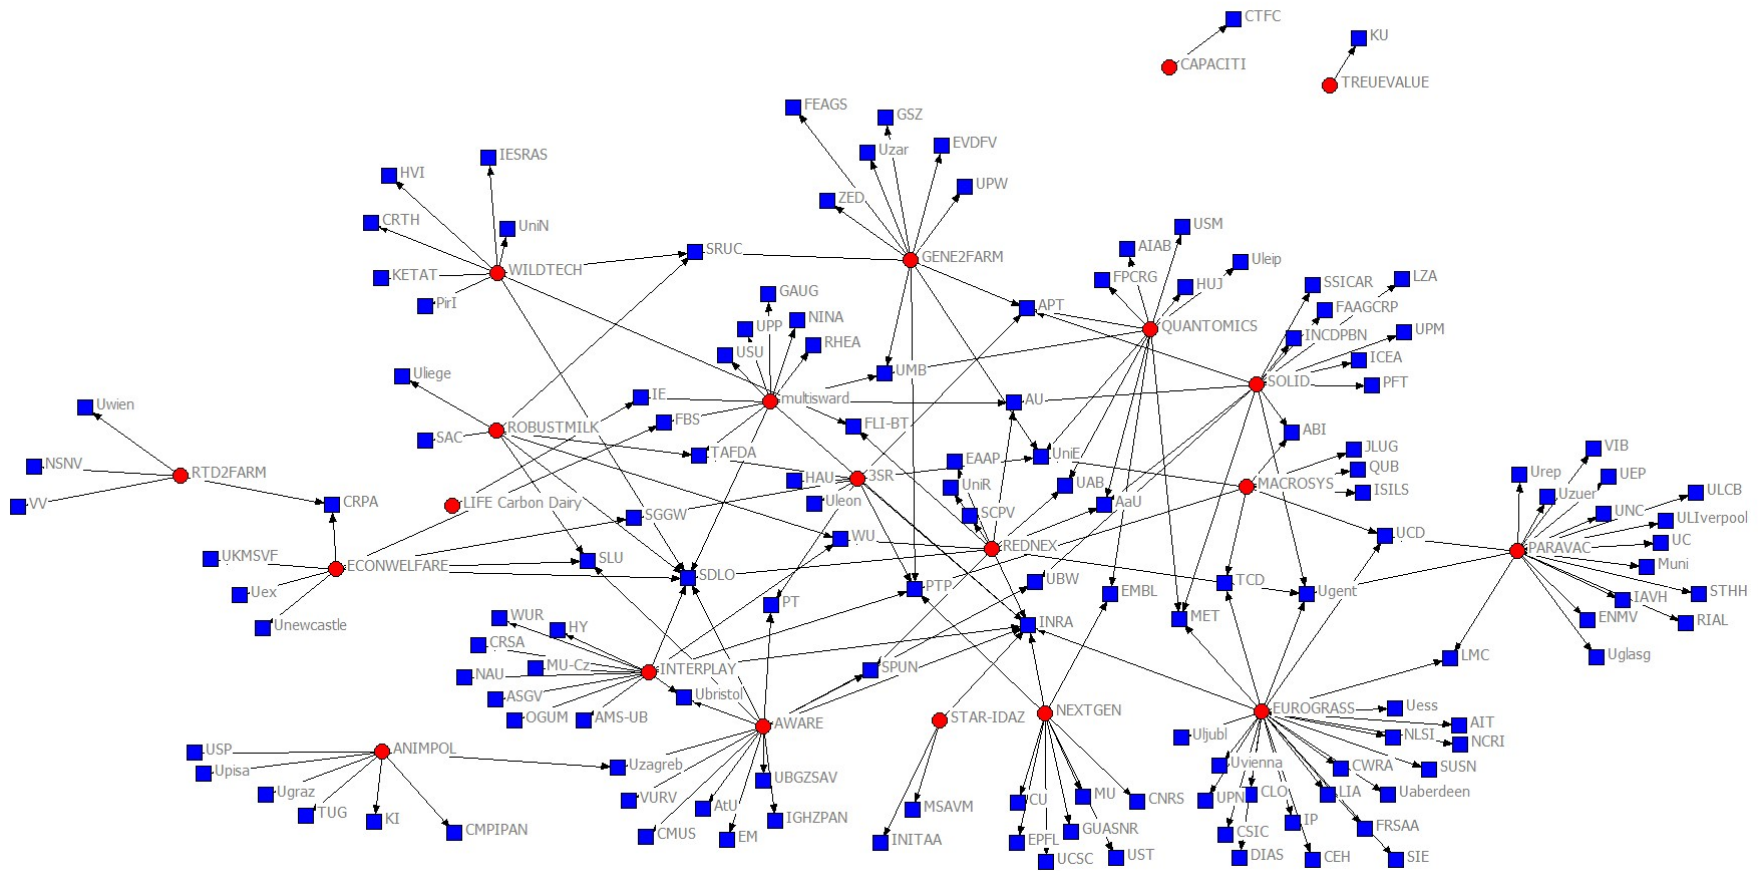 CTFC
KU
CAPACITI
TREUEVALUE
FEAGS
GSZ
Uzar
EVDFV
IESRAS
HVI
UPW
ZED
CRTH
UniN
USM
AIAB
SRUC
GENE2FARM
Uleip
WILDTECH
KETAT
FPCRG
HUJ
SSICAR
LZA
PirI
GAUG
APT
FAAGCRP
NINA
UPP
QUANTOMICS
INCDPBN
UPM
RHEA
USU
ICEA
Uliege
UMB
SOLID
PFT
IE
multisward
AU
Uwien
FBS
FLI-BT
ROBUSTMILK
ABI
SAC
TAFDA
UniE
EAAP
JLUG
VIB
NSNV
RTD2FARM
HAU
3SR
QUB
Urep
UEP
UniR
UAB
MACROSYS
ISILS
Uzuer
ULCB
VV
CRPA
LIFE Carbon Dairy
Uleon
AaU
SCPV
SGGW
UNC
ULIverpool
WU
UCD
UC
REDNEX
PARAVAC
UKMSVF
ECONWELFARE
SLU
SDLO
Muni
UBW
TCD
PTP
Uex
EMBL
Ugent
STHH
IAVH
PT
Unewcastle
WUR
HY
INRA
MET
ENMV
RIAL
CRSA
MU-Cz
INTERPLAY
SPUN
LMC
Uglasg
NAU
ASGV
Ubristol
OGUM
AMS-UB
AWARE
STAR-IDAZ
NEXTGEN
EUROGRASS
Uess
AIT
Uljubl
NLSI
NCRI
USP
ANIMPOL
Upisa
Uzagreb
Uvienna
CWRA
SUSN
UBGZSAV
Ugraz
VURV
AtU
MSAVM
CU
MU
CNRS
UPN
CLO
LIA
Uaberdeen
TUG
KI
CMPIPAN
CMUS
EM
IGHZPAN
INITAA
EPFL
GUASNR
CSIC
IP
FRSAA
UCSC
UST
DIAS
CEH
SIE